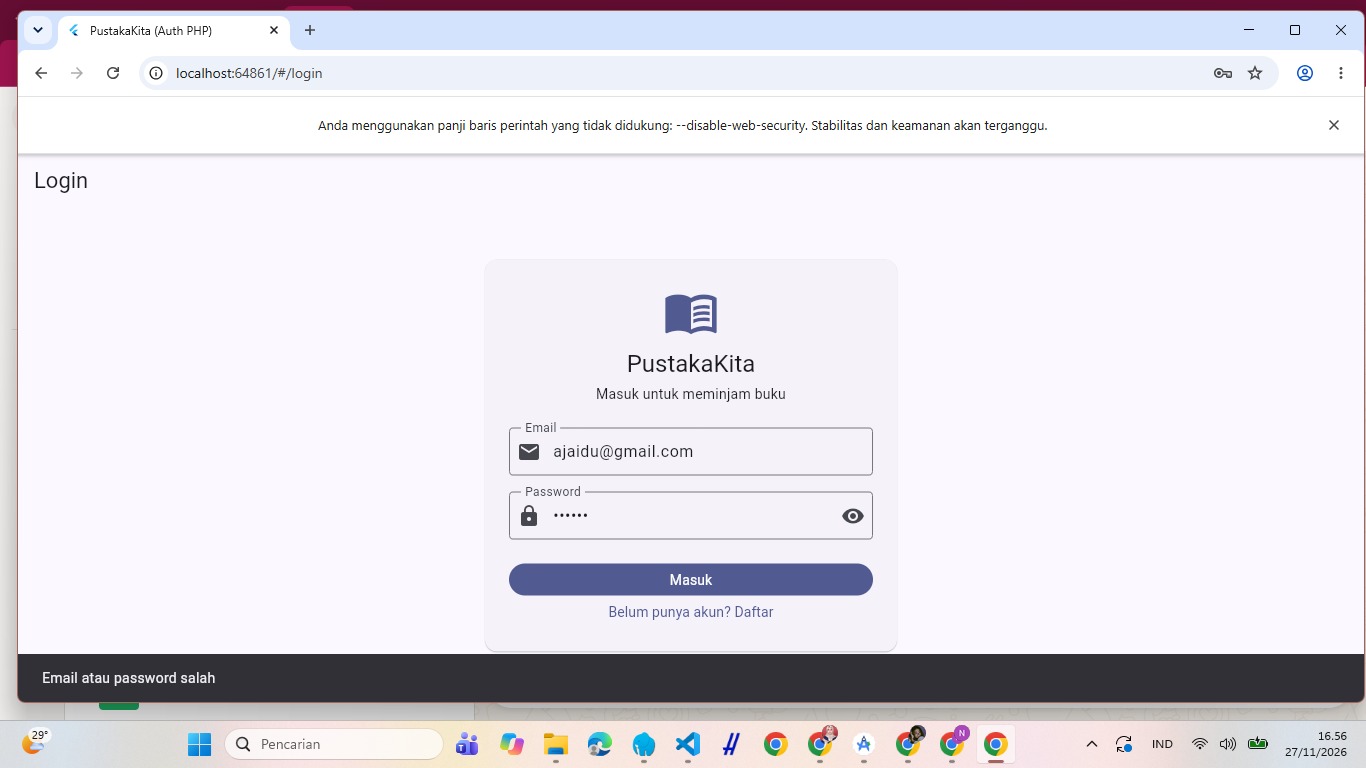 PustakaKita (Auth PHP)
localhost:64861/#/login
Anda menggunakan panji baris perintah yang tidak didukung: --disable-web-security. Stabilitas dan keamanan akan terganggu.
Login
PustakaKita
Masuk untuk meminjam buku
Email
ajaidu@gmail.com
Password
••••••
Masuk
Belum punya akun? Daftar
Email atau password salah
29°
Pencarian
N
IND
16.56
27/11/2026